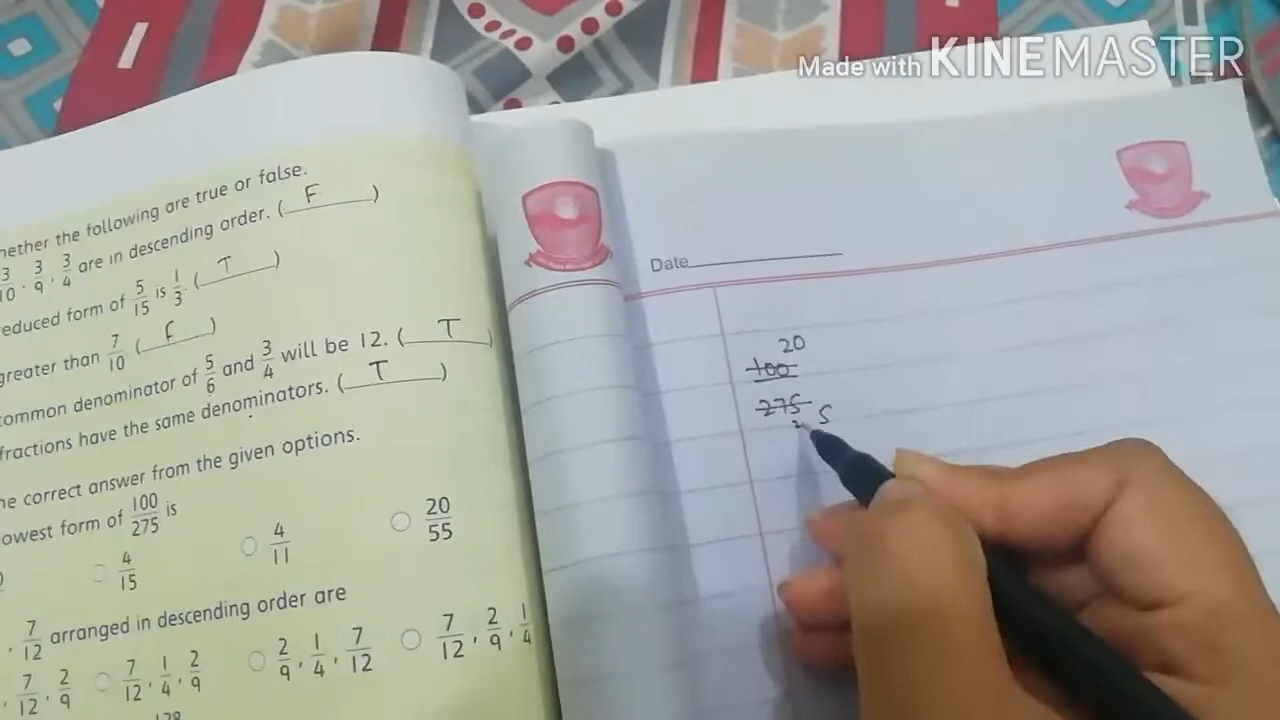 Made with KINEMASTER
hether the following are true or false.
3/10, 3/9, 3/4 are in descending order. ( F )
educed form of 5/15 is 1/3. ( T )
greater than 7/10 ( F )
common denominator of 5/6 and 3/4 will be 12. ( T )
fractions have the same denominators. ( T )
he correct answer from the given options.
owest form of 100/275 is
4/15 4/11 20/55
, 7/12 arranged in descending order are
, 7/12, 2/9 7/12, 1/4, 2/9 2/9, 1/4, 7/12 7/12, 2/9, 1/4
128
Date
20
100
275 5
2